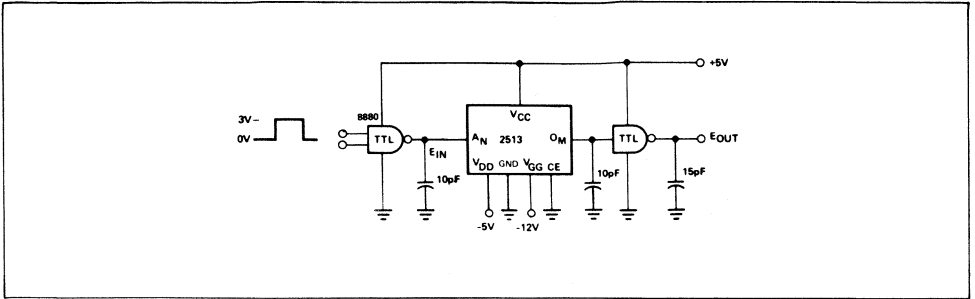 +5V
8880
3V–
0V
TTL
EIN
10pF
VCC
AN 2513 OM
VDD GND VGG CE
-5V
-12V
10pF
TTL
EOUT
15pF